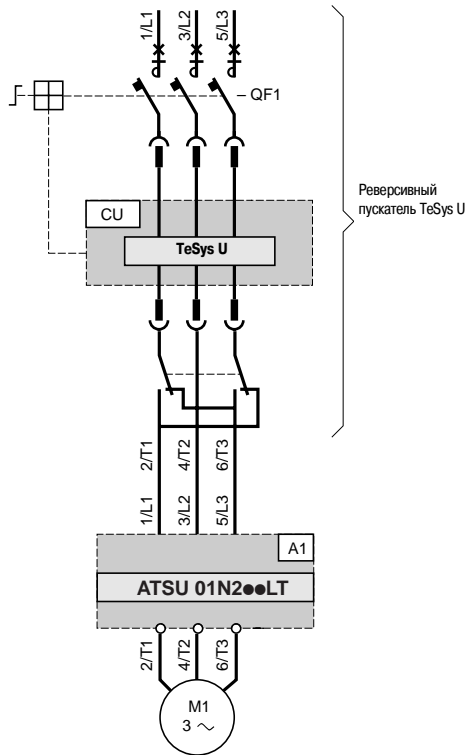 1/L1 3/L2 5/L3
QF1
CU
TeSys U
Реверсивный
пускатель TeSys U
2/T1 4/T2 6/T3
1/L1 3/L2 5/L3
A1
ATSU 01N2●●LT
2/T1 4/T2 6/T3
M1
3 ~